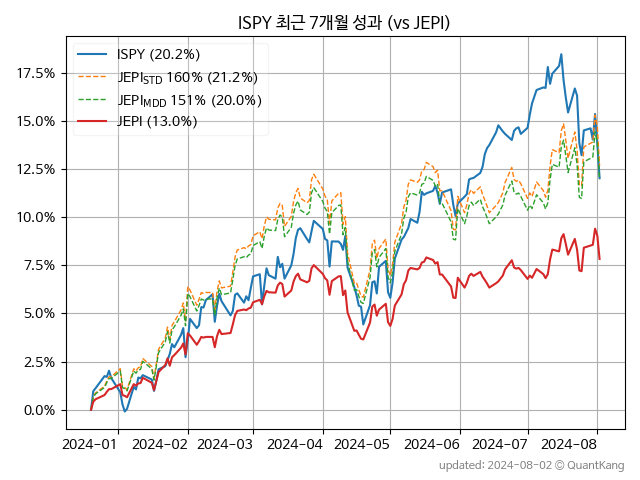 ISPY 최근 7개월 성과 (vs JEPI)
ISPY (20.2%)
JEPI_STD 160% (21.2%)
JEPI_MDD 151% (20.0%)
JEPI (13.0%)
17.5%
15.0%
12.5%
10.0%
7.5%
5.0%
2.5%
0.0%
2024-01 2024-02 2024-03 2024-04 2024-05 2024-06 2024-07 2024-08
updated: 2024-08-02 © QuantKang